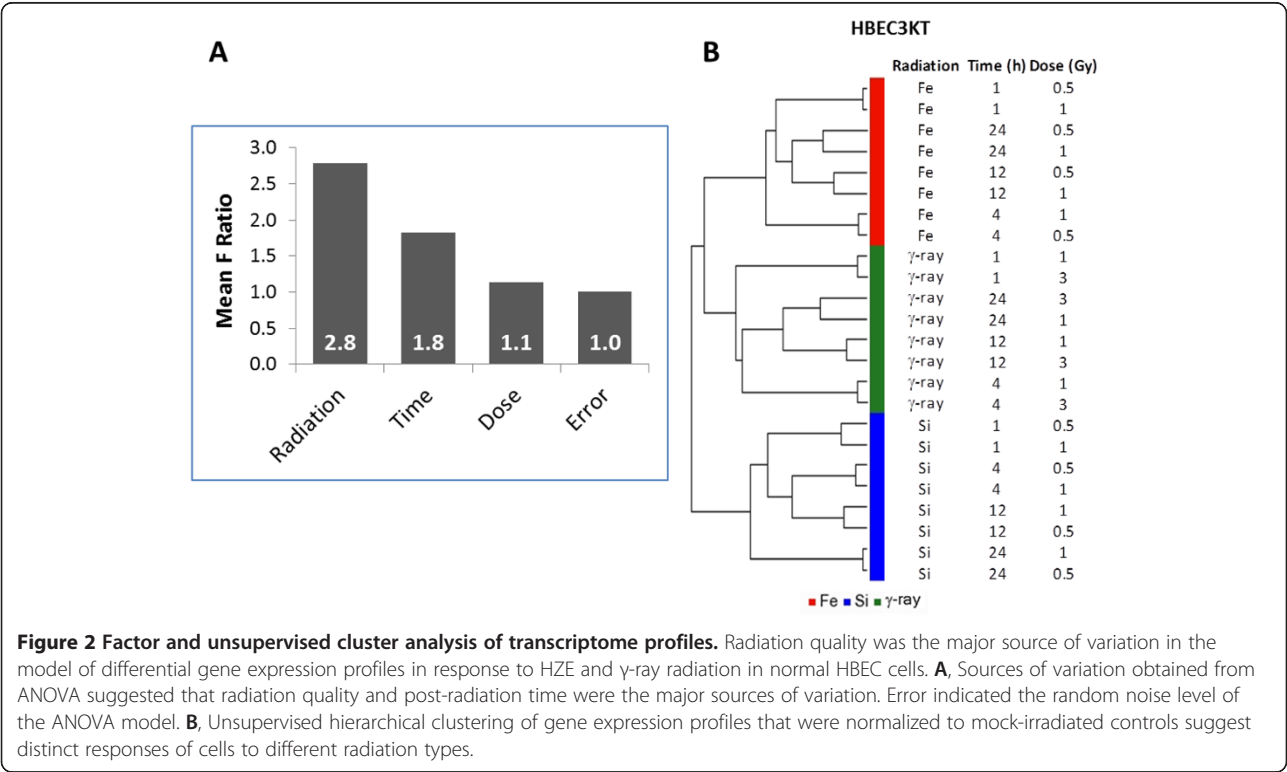 A
Mean F Ratio
3.0
2.5
2.0
1.5
1.0
0.5
0.0
2.8 1.8 1.1 1.0
Radiation Time Dose Error
B
HBEC3KT
Radiation Time (h) Dose (Gy)
Fe 1 0.5
Fe 1 1
Fe 24 0.5
Fe 24 1
Fe 12 0.5
Fe 12 1
Fe 4 1
Fe 4 0.5
γ-ray 1 1
γ-ray 1 3
γ-ray 24 3
γ-ray 24 1
γ-ray 12 1
γ-ray 12 3
γ-ray 4 1
γ-ray 4 3
Si 1 0.5
Si 1 1
Si 4 0.5
Si 4 1
Si 12 1
Si 12 0.5
Si 24 1
Si 24 0.5
Fe Si γ-ray
Figure 2 Factor and unsupervised cluster analysis of transcriptome profiles. Radiation quality was the major source of variation in the
model of differential gene expression profiles in response to HZE and γ-ray radiation in normal HBEC cells. A, Sources of variation obtained from
ANOVA suggested that radiation quality and post-radiation time were the major sources of variation. Error indicated the random noise level of
the ANOVA model. B, Unsupervised hierarchical clustering of gene expression profiles that were normalized to mock-irradiated controls suggest
distinct responses of cells to different radiation types.